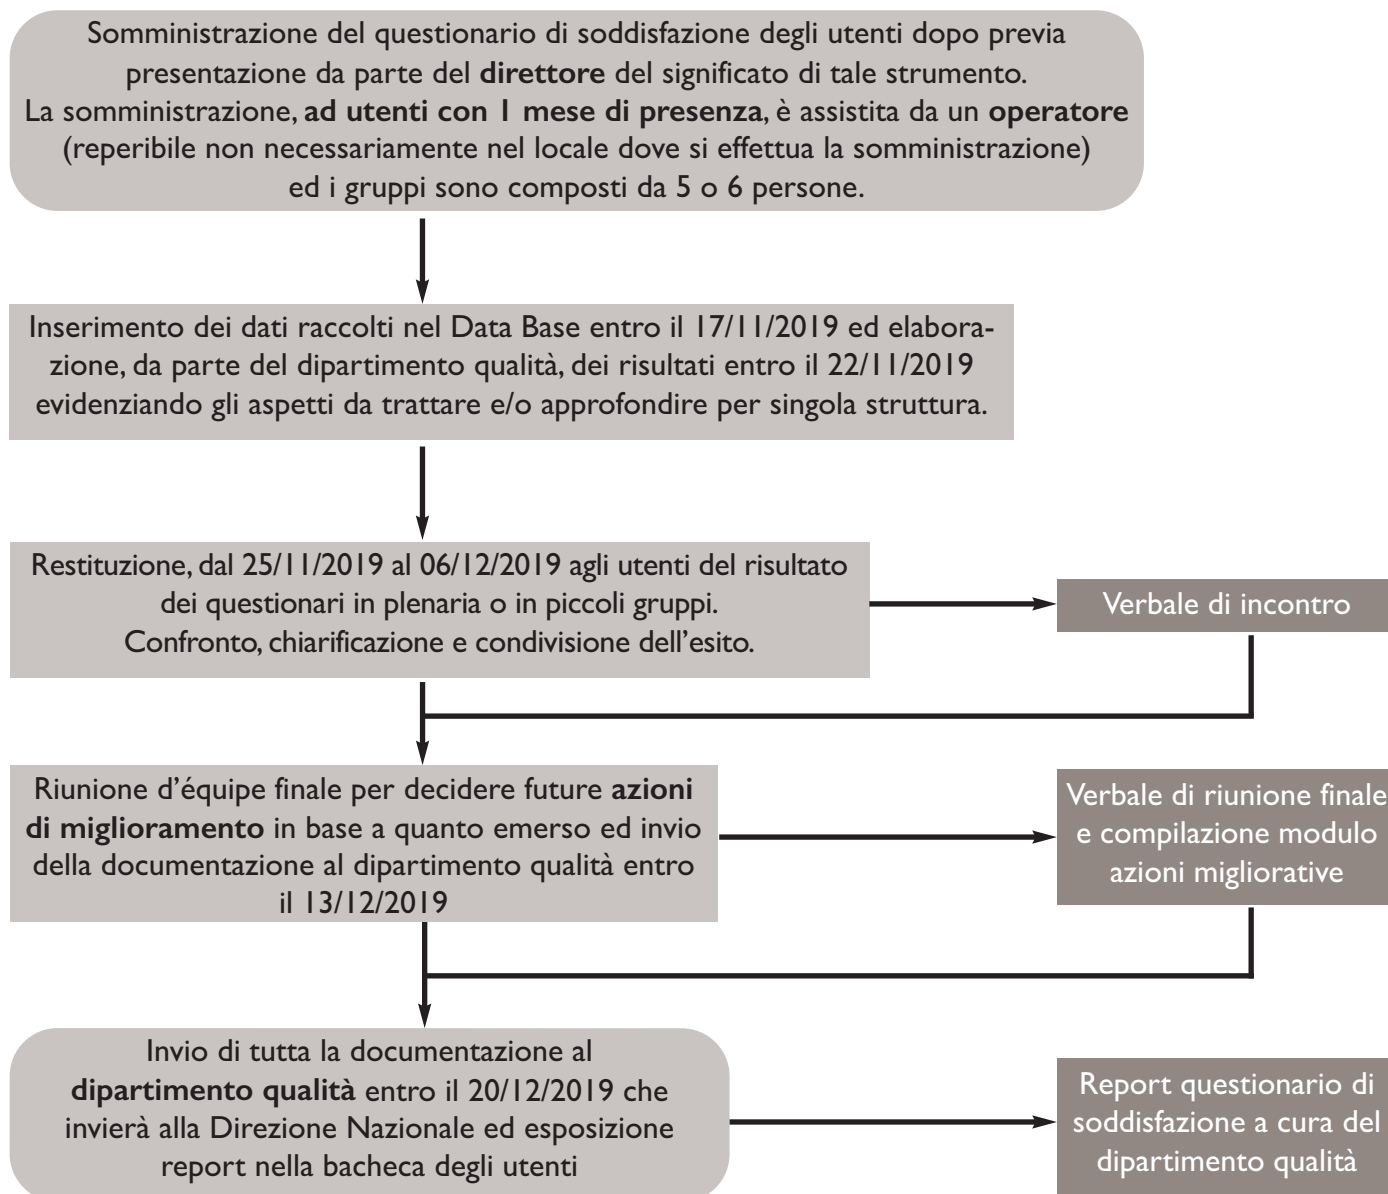 Somministrazione del questionario di soddisfazione degli utenti dopo previa
presentazione da parte del direttore del significato di tale strumento.
La somministrazione, ad utenti con 1 mese di presenza, è assistita da un operatore
(reperibile non necessariamente nel locale dove si effettua la somministrazione)
ed i gruppi sono composti da 5 o 6 persone.
Inserimento dei dati raccolti nel Data Base entro il 17/11/2019 ed elabora-
zione, da parte del dipartimento qualità, dei risultati entro il 22/11/2019
evidenziando gli aspetti da trattare e/o approfondire per singola struttura.
Restituzione, dal 25/11/2019 al 06/12/2019 agli utenti del risultato
dei questionari in plenaria o in piccoli gruppi.
Confronto, chiarificazione e condivisione dell'esito.
Verbale di incontro
Riunione d'équipe finale per decidere future azioni
di miglioramento in base a quanto emerso ed invio
della documentazione al dipartimento qualità entro
il 13/12/2019
Verbale di riunione finale
e compilazione modulo
azioni migliorative
Invio di tutta la documentazione al
dipartimento qualità entro il 20/12/2019 che
invierà alla Direzione Nazionale ed esposizione
report nella bacheca degli utenti
Report questionario di
soddisfazione a cura del
dipartimento qualità